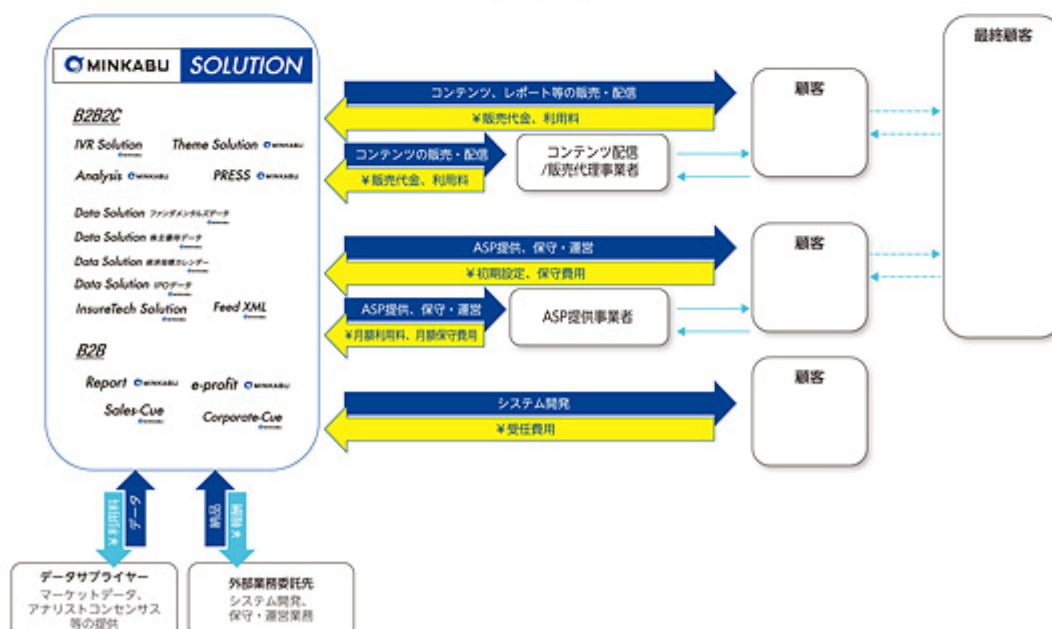 MINKABU SOLUTION
B2B2C
IVR Solution
Theme Solution MINKABU
Analysis MINKABU
PRESS MINKABU
Data Solution ファンダメンタルズデータ
Data Solution 株主優待データ
Data Solution 経済指標カレンダー
Data Solution IPOデータ
InsureTech Solution
Feed XML
B2B
Report MINKABU
e-profit MINKABU
Sales-Cue
Corporate-Cue
コンテンツ、レポート等の販売・配信
¥販売代金、利用料
コンテンツの販売・配信
¥販売代金、利用料
コンテンツ配信
/販売代理事業者
顧客
最終顧客
ASP提供、保守・運営
¥初期設定、保守費用
ASP提供、保守・運営
¥月額利用料、月額保守費用
ASP提供事業者
顧客
システム開発
¥受任費用
顧客
¥利用料
データ
納品
¥報酬
データサプライヤー
マーケットデータ、
アナリストコンセンサス
等の提供
外部業務委託先
システム開発、
保守・運営業務